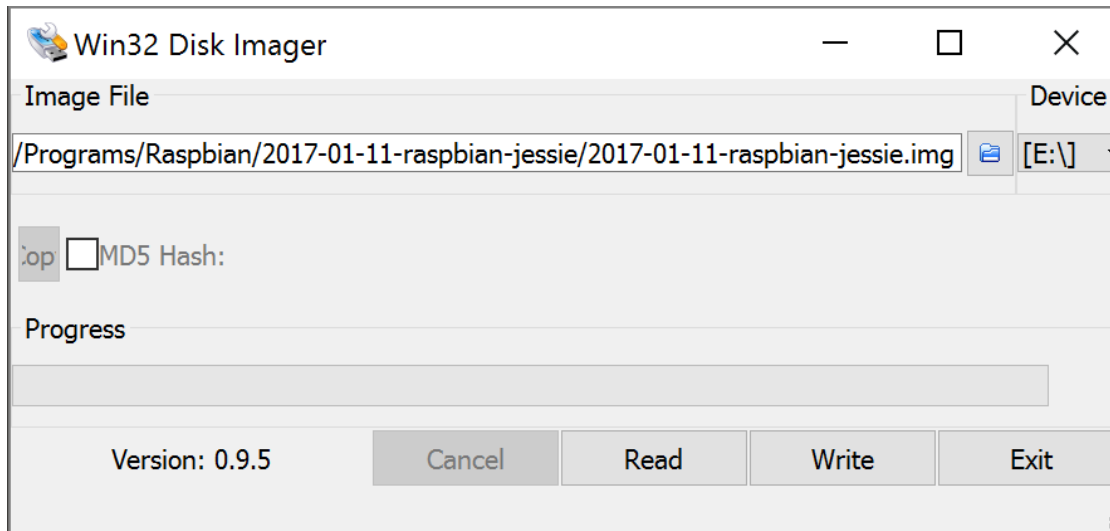 Win32 Disk Imager
Image File
Device
/Programs/Raspbian/2017-01-11-raspbian-jessie/2017-01-11-raspbian-jessie.img
[E:\]
Cop
MD5 Hash:
Progress
Version: 0.9.5
Cancel
Read
Write
Exit